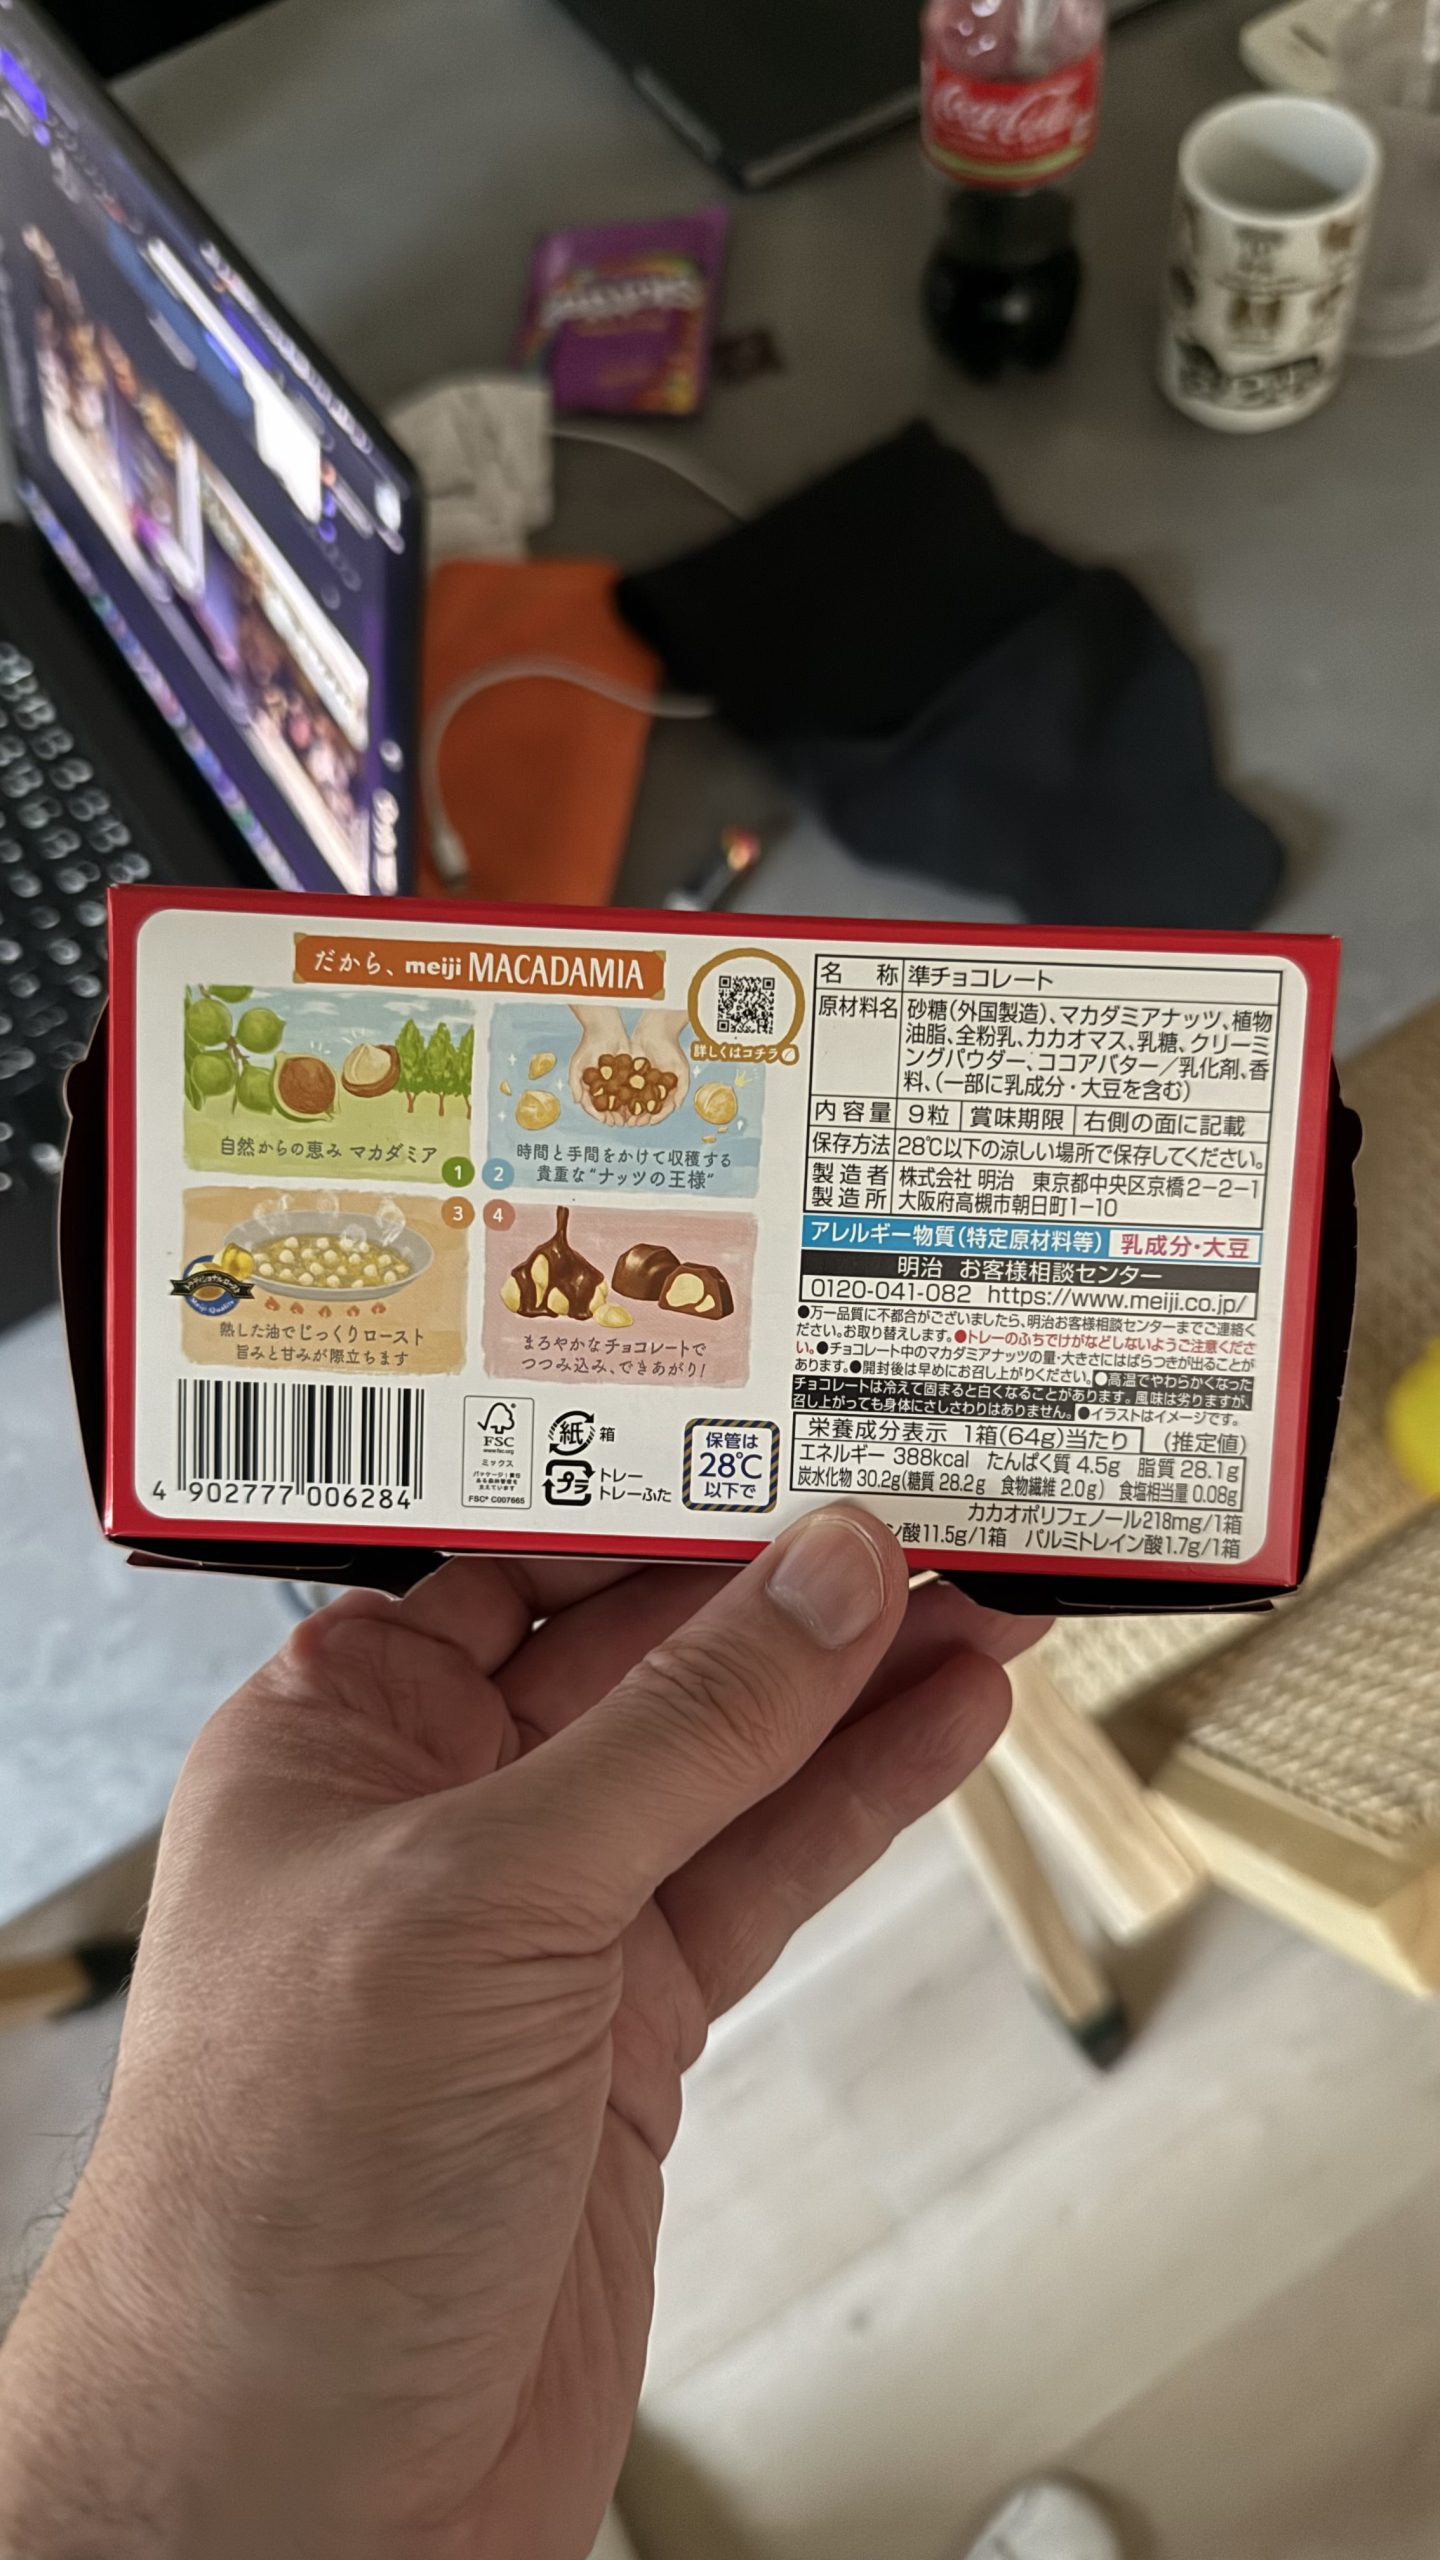 Coca-Cola
だから、meiji MACADAMIA
詳しくはコチラ
自然からの恵み マカダミア
1
2
時間と手間をかけて収穫する
貴重な“ナッツの王様”
3
熱した油でじっくりロースト
旨みと甘みが際立ちます
4
まろやかなチョコレートで
つつみ込み、できあがり!
4 902777 006284
FSC
www.fsc.org
ミックス
FSC® C007665
紙 箱
プラ トレー
トレーふた
保管は
28℃
以下で
名称 準チョコレート
原材料名 砂糖(外国製造)、マカダミアナッツ、植物
油脂、全粉乳、カカオマス、乳糖、クリーミ
ングパウダー、ココアバター/乳化剤、香
料、(一部に乳成分・大豆を含む)
内容量 9粒 賞味期限 右側の面に記載
保存方法 28℃以下の涼しい場所で保存してください。
製造者 株式会社 明治 東京都中央区京橋2-2-1
製造所 大阪府高槻市朝日町1-10
アレルギー物質(特定原材料等) 乳成分・大豆
明治 お客様相談センター
0120-041-082 https://www.meiji.co.jp/
●万一品質に不都合がございましたら、明治お客様相談センターまでご連絡く
ださい。お取り替えします。●トレーのふちでけがなどしないようご注意くださ
い。●チョコレート中のマカダミアナッツの量・大きさにはばらつきが出ることが
あります。●開封後は早めにお召し上がりください。●高温でやわらかくなった
チョコレートは冷えて固まると白くなることがあります。風味は劣りますが、
召し上がっても身体にさしさわりはありません。●イラストはイメージです。
栄養成分表示 1箱(64g)当たり (推定値)
エネルギー 388kcal たんぱく質 4.5g 脂質 28.1g
炭水化物 30.2g(糖質 28.2g 食物繊維 2.0g) 食塩相当量 0.08g
カカオポリフェノール218mg/1箱
ン酸11.5g/1箱 パルミトレイン酸1.7g/1箱